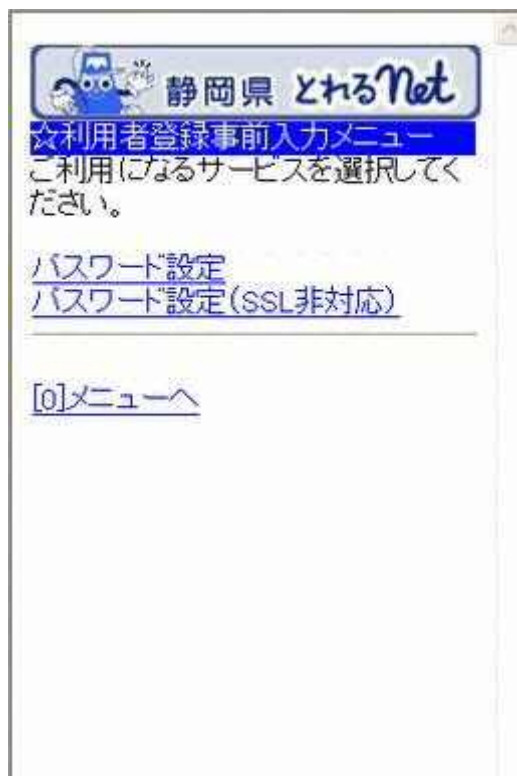 静岡県 とれるNet
☆利用者登録事前入力メニュー
ご利用になるサービスを選択してく
ださい。
パスワード設定
パスワード設定(SSL非対応)
[0]メニューへ